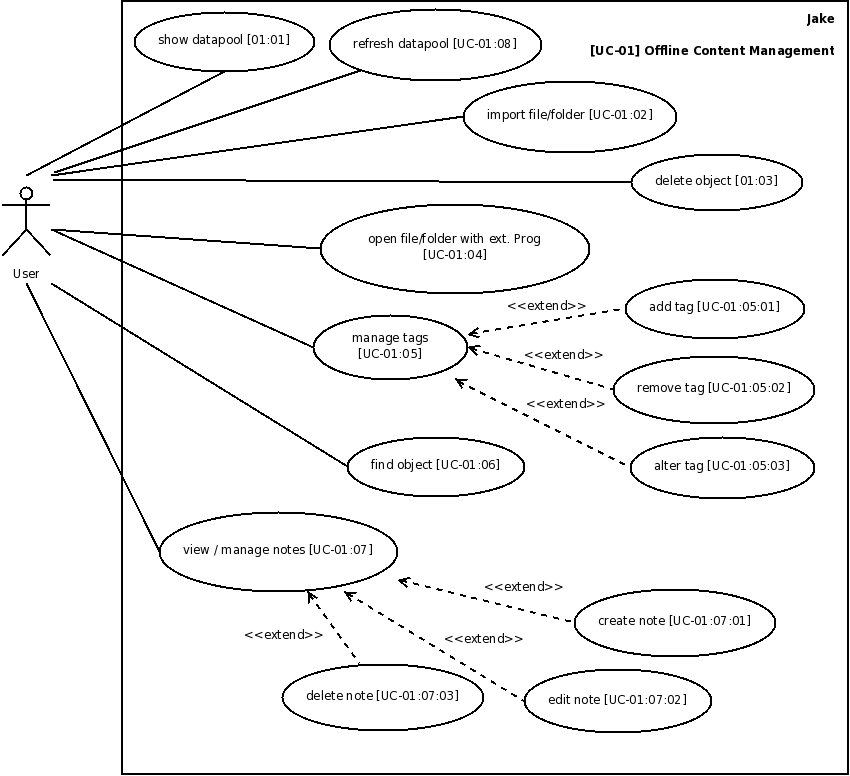 Jake
[UC-01] Offline Content Management
show datapool [01:01]
refresh datapool [UC-01:08]
import file/folder [UC-01:02]
delete object [01:03]
User
open file/folder with ext. Prog
[UC-01:04]
manage tags
[UC-01:05]
<<extend>>
add tag [UC-01:05:01]
<<extend>>
remove tag [UC-01:05:02]
<<extend>>
alter tag [UC-01:05:03]
find object [UC-01:06]
view / manage notes [UC-01:07]
<<extend>>
create note [UC-01:07:01]
<<extend>>
<<extend>>
delete note [UC-01:07:03]
edit note [UC-01:07:02]